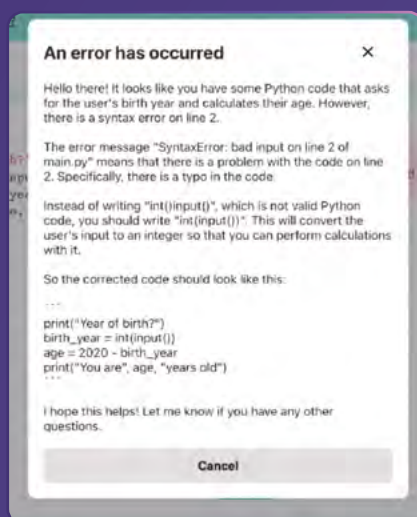 An error has occurred
Hello there! It looks like you have some Python code that asks
for the user's birth year and calculates their age. However,
there is a syntax error on line 2.
The error message "SyntaxError: bad input on line 2 of
main.py" means that there is a problem with the code on line
2. Specifically, there is a typo in the code.
Instead of writing "int()input()", which is not valid Python
code, you should write "int(input())". This will convert the
user's input to an integer so that you can perform calculations
with it.
So the corrected code should look like this:
```
print("Year of birth?")
birth_year = int(input())
age = 2020 - birth_year
print("You are", age, "years old")
```
I hope this helps! Let me know if you have any other
questions.
Cancel